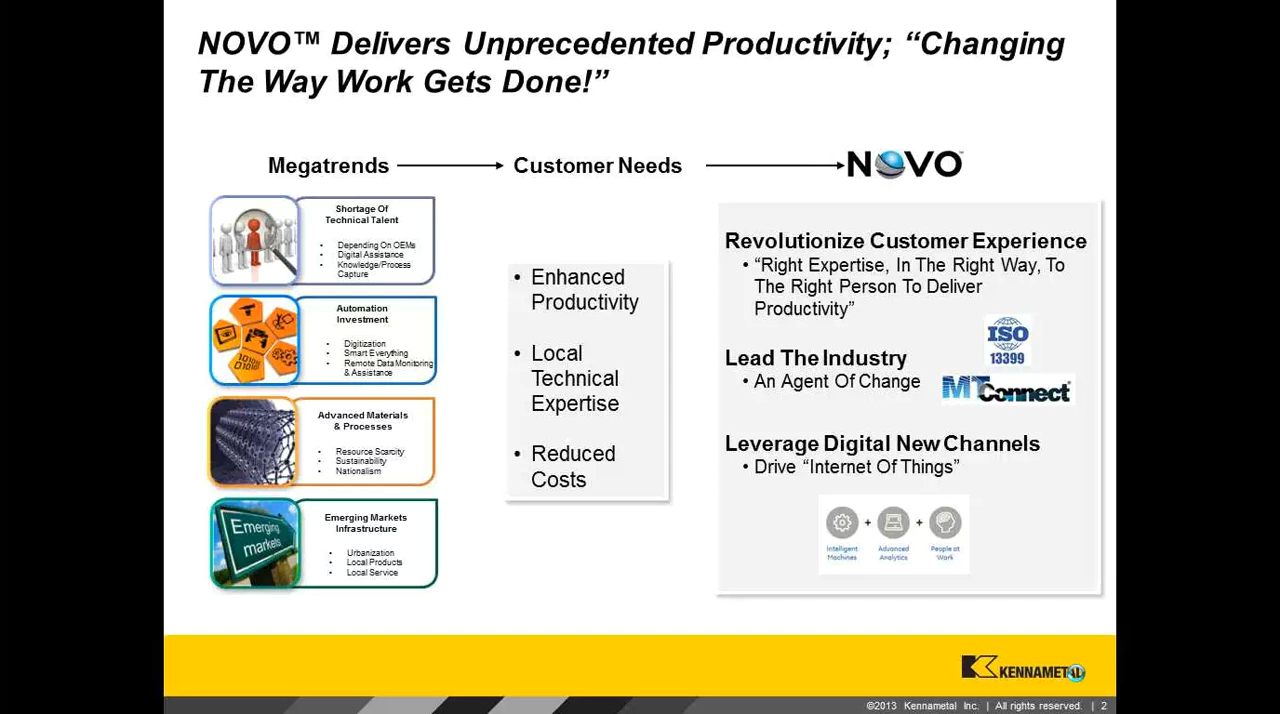 NOVO™ Delivers Unprecedented Productivity; “Changing
The Way Work Gets Done!”
Megatrends
Customer Needs
NOVO™
Shortage Of
Technical Talent
• Depending On OEMs
• Digital Assistance
• Knowledge/Process
Capture
Automation
Investment
• Digitization
• Smart Everything
• Remote Data Monitoring
& Assistance
Advanced Materials
& Processes
• Resource Scarcity
• Sustainability
• Nationalism
Emerging
markets
Emerging Markets
Infrastructure
• Urbanization
• Local Products
• Local Service
• Enhanced
Productivity
• Local
Technical
Expertise
• Reduced
Costs
Revolutionize Customer Experience
• “Right Expertise, In The Right Way, To
The Right Person To Deliver
Productivity”
ISO
13399
Lead The Industry
• An Agent Of Change
MTConnect®
Leverage Digital New Channels
• Drive “Internet Of Things”
+ +
Intelligent
Machines
Advanced
Analytics
People at
Work
KENNAMETAL
©2013 Kennametal Inc. | All rights reserved. | 2